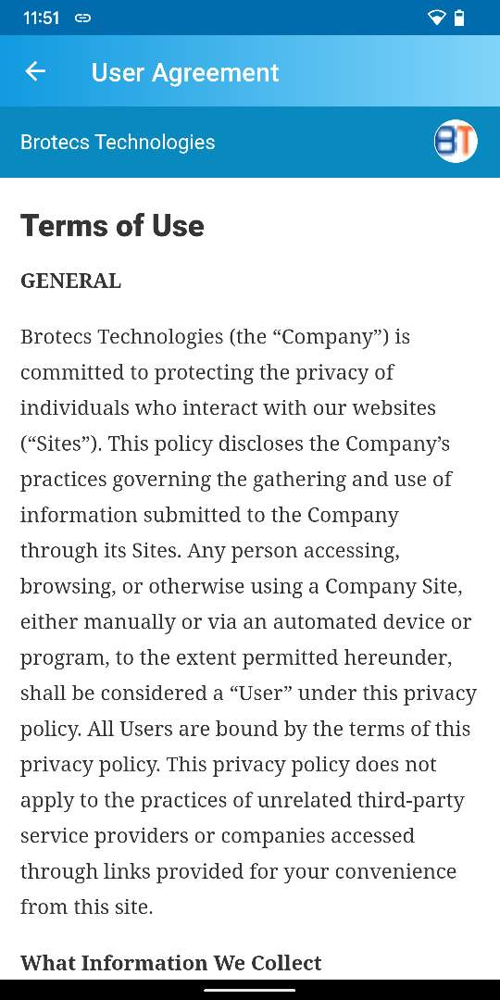 11:51
User Agreement
Brotecs Technologies
BT
Terms of Use
GENERAL
Brotecs Technologies (the “Company”) is
committed to protecting the privacy of
individuals who interact with our websites
(“Sites”). This policy discloses the Company’s
practices governing the gathering and use of
information submitted to the Company
through its Sites. Any person accessing,
browsing, or otherwise using a Company Site,
either manually or via an automated device or
program, to the extent permitted hereunder,
shall be considered a “User” under this privacy
policy. All Users are bound by the terms of this
privacy policy. This privacy policy does not
apply to the practices of unrelated third-party
service providers or companies accessed
through links provided for your convenience
from this site.
What Information We Collect